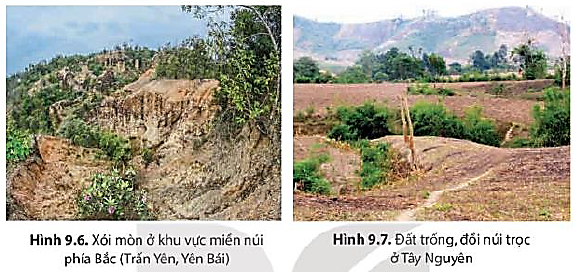 Hình 9.6. Xói mòn ở khu vực miền núi
phía Bắc (Trấn Yên, Yên Bái)
Hình 9.7. Đất trống, đồi núi trọc
ở Tây Nguyên